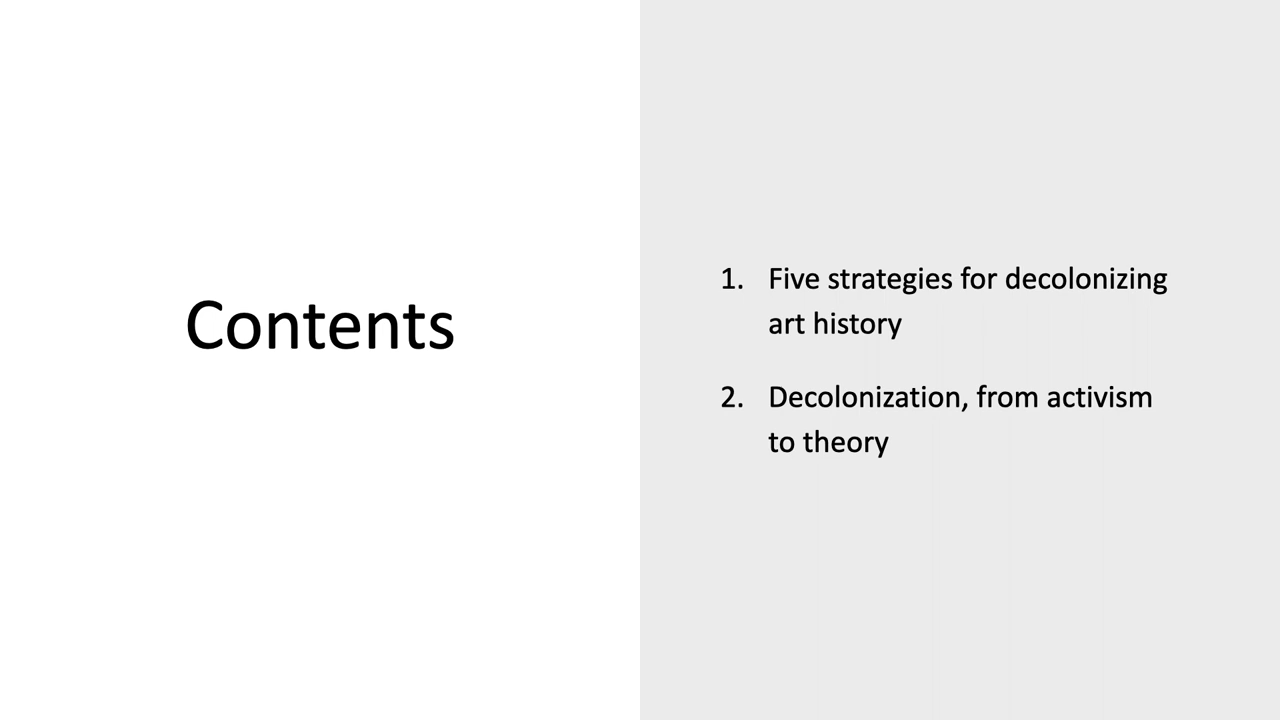 Contents
1. Five strategies for decolonizing
art history
2. Decolonization, from activism
to theory